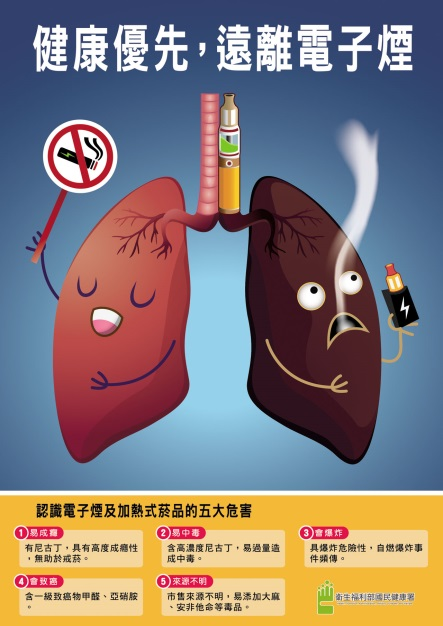 健康優先，遠離電子煙
認識電子煙及加熱式菸品的五大危害
1 易成癮
有尼古丁，具有高度成癮性
，無助於戒菸。
2 易中毒
含高濃度尼古丁，易過量造
成中毒。
3 會爆炸
具爆炸危險性，自燃爆炸事
件頻傳。
4 會致癌
含一級致癌物甲醛、亞硝胺
。
5 來源不明
市售來源不明，易添加大麻
、安非他命等毒品。
衛生福利部國民健康署